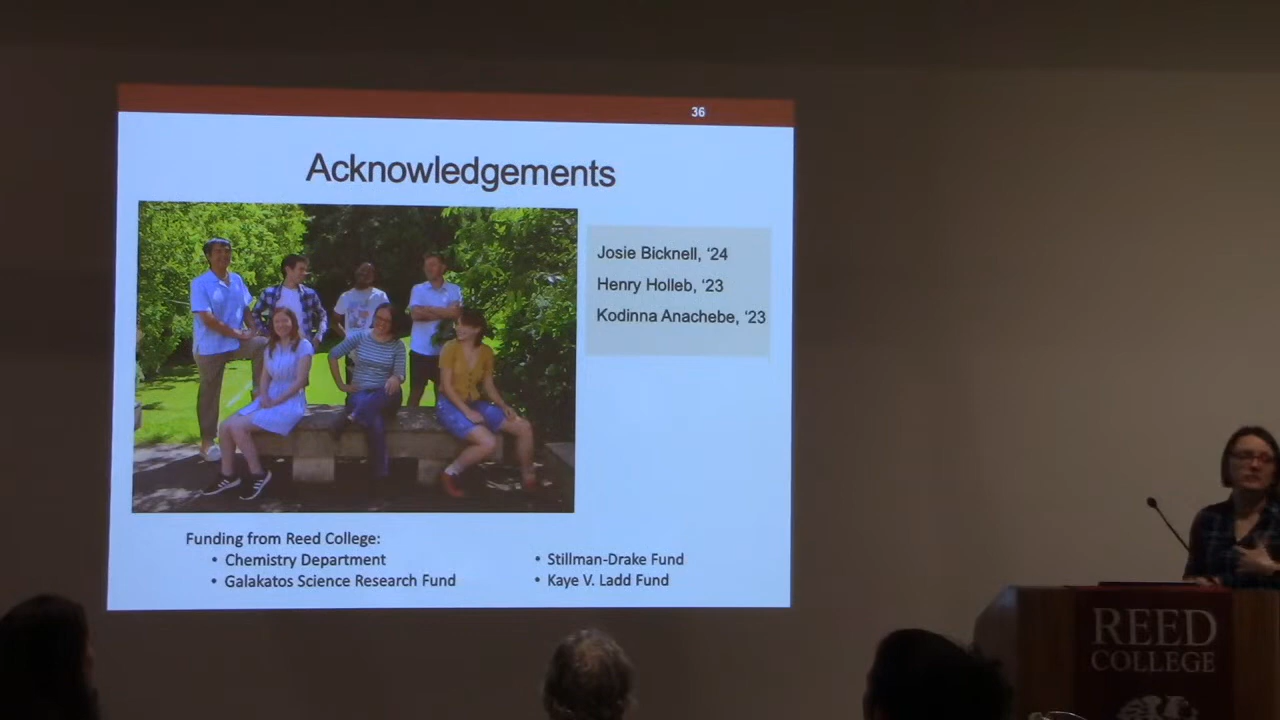 36
Acknowledgements
Josie Bicknell, ‘24
Henry Holleb, ‘23
Kodinna Anachebe, ‘23
Funding from Reed College:
• Chemistry Department
• Galakatos Science Research Fund
• Stillman-Drake Fund
• Kaye V. Ladd Fund
REED
COLLEGE